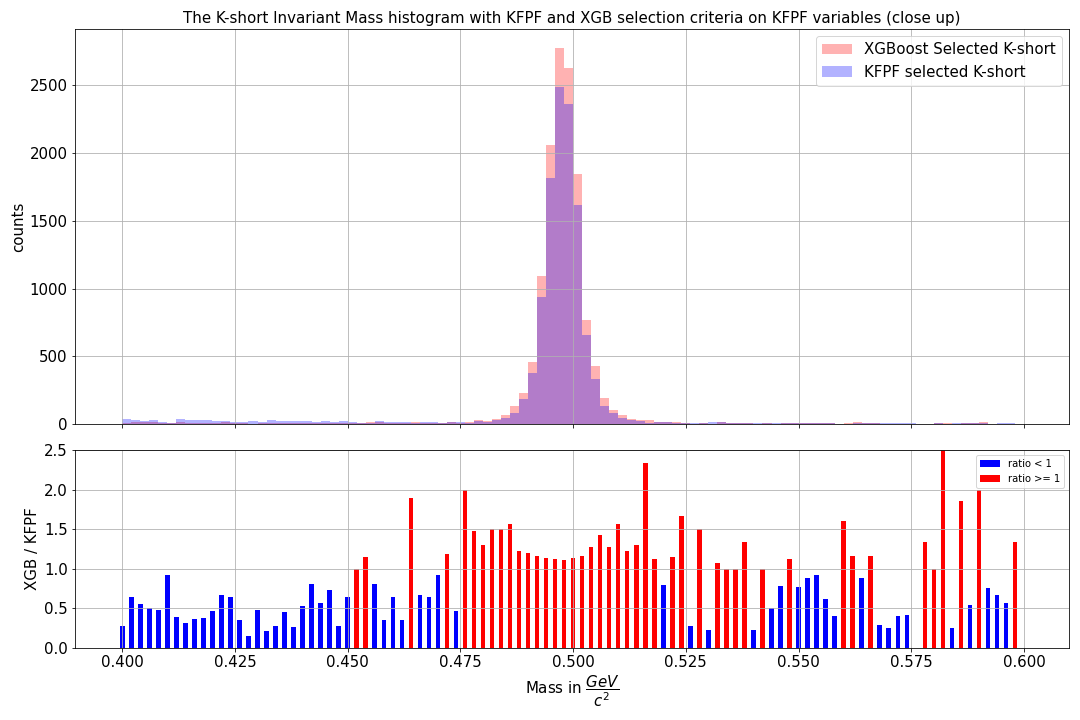 The K-short Invariant Mass histogram with KFPF and XGB selection criteria on KFPF variables (close up)
XGBoost Selected K-short
KFPF selected K-short
counts
2500
2000
1500
1000
500
0
ratio < 1
ratio >= 1
XGB / KFPF
2.5
2.0
1.5
1.0
0.5
0.0
0.400 0.425 0.450 0.475 0.500 0.525 0.550 0.575 0.600
Mass in GeV/c²